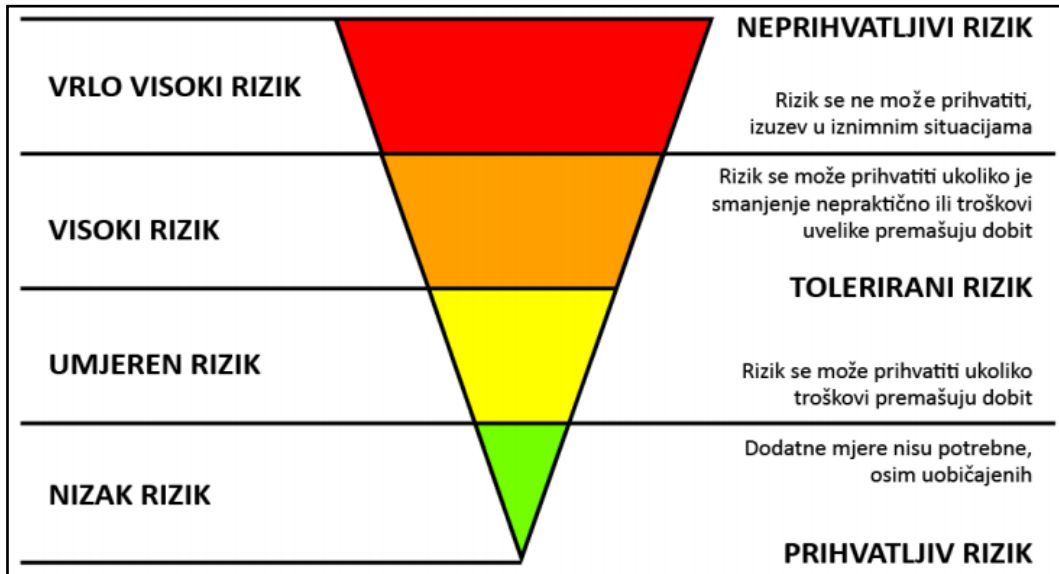 NEPRIHVATLJIVI RIZIK
VRLO VISOKI RIZIK
Rizik se ne može prihvatiti,
izuzev u iznimnim situacijama
Rizik se može prihvatiti ukoliko je
smanjenje nepraktično ili troškovi
uvelike premašuju dobit
VISOKI RIZIK
TOLERIRANI RIZIK
UMJEREN RIZIK
Rizik se može prihvatiti ukoliko
troškovi premašuju dobit
Dodatne mjere nisu potrebne,
osim uobičajenih
NIZAK RIZIK
PRIHVATLJIV RIZIK